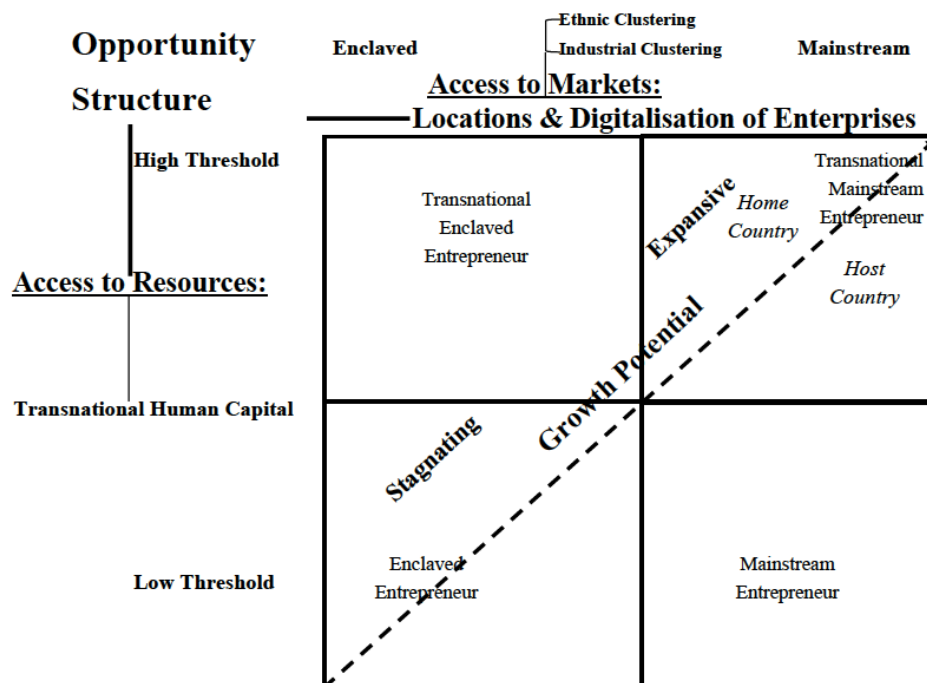 Opportunity
Structure
Enclaved
Ethnic Clustering
Industrial Clustering
Mainstream
Access to Markets:
Locations & Digitalisation of Enterprises
High Threshold
Transnational
Enclaved
Entrepreneur
Expansive
Home
Country
Transnational
Mainstream
Entrepreneur
Host
Country
Access to Resources:
Growth Potential
Transnational Human Capital
Stagnating
Low Threshold
Enclaved
Entrepreneur
Mainstream
Entrepreneur